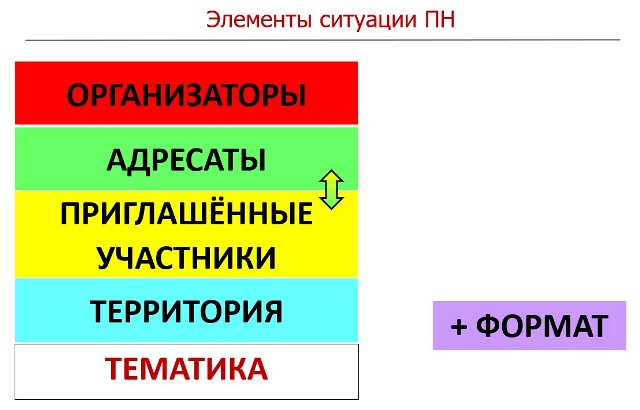 Элементы ситуации ПН
ОРГАНИЗАТОРЫ
АДРЕСАТЫ
ПРИГЛАШЁННЫЕ
УЧАСТНИКИ
ТЕРРИТОРИЯ
+ ФОРМАТ
ТЕМАТИКА